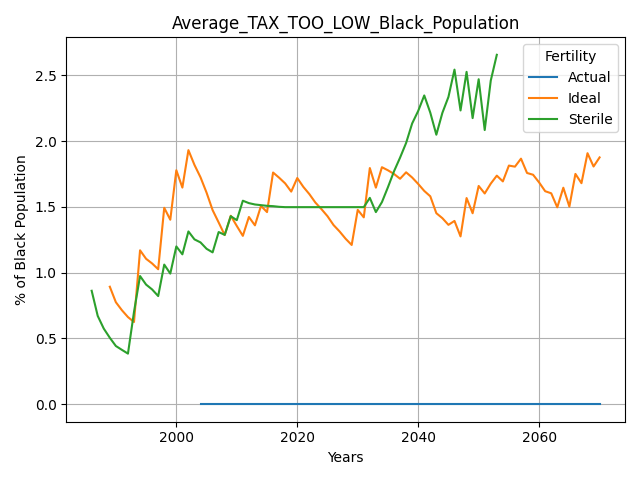 Average_TAX_TOO_LOW_Black_Population
Fertility
Actual
Ideal
Sterile
% of Black Population
2.5
2.0
1.5
1.0
0.5
0.0
2000 2020 2040 2060
Years